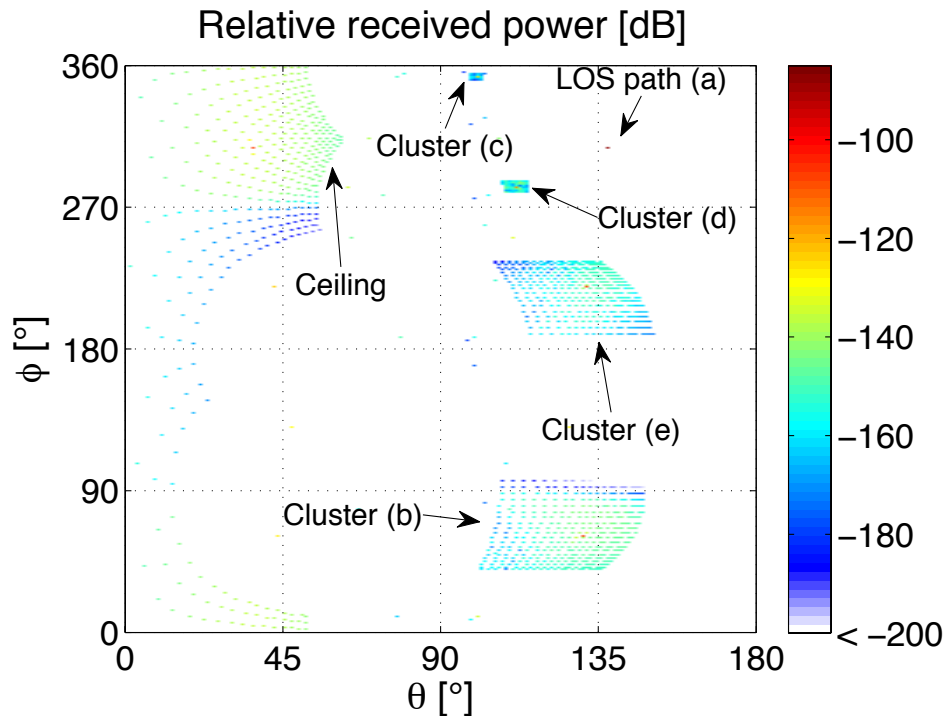 Relative received power [dB]
360
270
180
90
0
ϕ [°]
0
45
90
135
180
θ [°]
LOS path (a)
Cluster (c)
Cluster (d)
Ceiling
Cluster (e)
Cluster (b)
−100
−120
−140
−160
−180
< −200